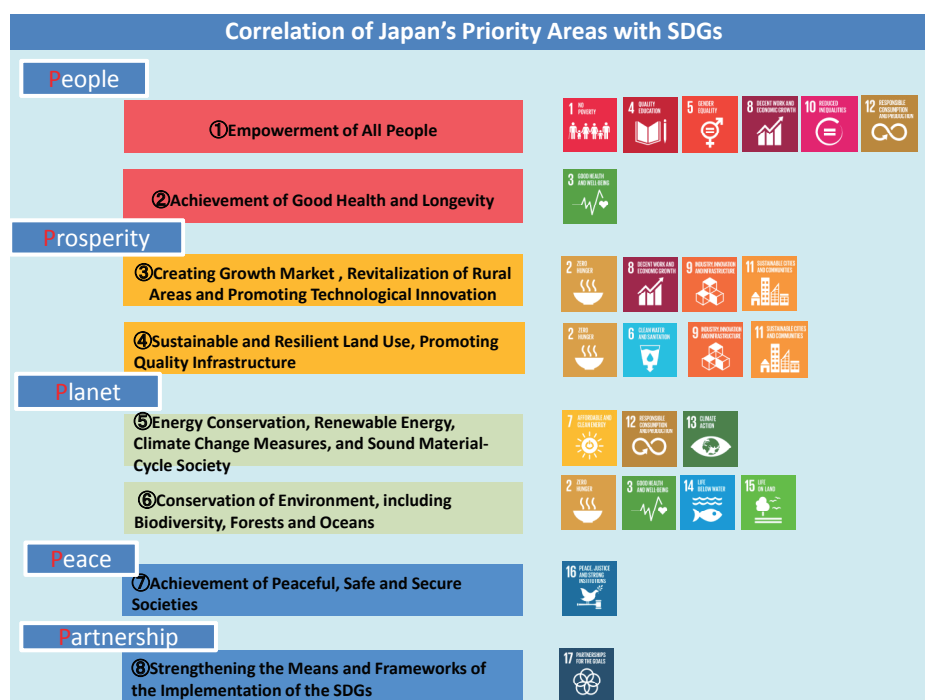 Correlation of Japan's Priority Areas with SDGs
People
①Empowerment of All People
1 NO
POVERTY
4 QUALITY
EDUCATION
5 GENDER
EQUALITY
8 DECENT WORK AND
ECONOMIC GROWTH
10 REDUCED
INEQUALITIES
12 RESPONSIBLE
CONSUMPTION
AND PRODUCTION
②Achievement of Good Health and Longevity
3 GOOD HEALTH
AND WELL-BEING
Prosperity
③Creating Growth Market , Revitalization of Rural
Areas and Promoting Technological Innovation
2 ZERO
HUNGER
8 DECENT WORK AND
ECONOMIC GROWTH
9 INDUSTRY, INNOVATION
AND INFRASTRUCTURE
11 SUSTAINABLE CITIES
AND COMMUNITIES
④Sustainable and Resilient Land Use, Promoting
Quality Infrastructure
2 ZERO
HUNGER
6 CLEAN WATER
AND SANITATION
9 INDUSTRY, INNOVATION
AND INFRASTRUCTURE
11 SUSTAINABLE CITIES
AND COMMUNITIES
Planet
⑤Energy Conservation, Renewable Energy,
Climate Change Measures, and Sound Material-
Cycle Society
7 AFFORDABLE AND
CLEAN ENERGY
12 RESPONSIBLE
CONSUMPTION
AND PRODUCTION
13 CLIMATE
ACTION
⑥Conservation of Environment, including
Biodiversity, Forests and Oceans
2 ZERO
HUNGER
3 GOOD HEALTH
AND WELL-BEING
14 LIFE
BELOW WATER
15 LIFE
ON LAND
Peace
⑦Achievement of Peaceful, Safe and Secure
Societies
16 PEACE, JUSTICE
AND STRONG
INSTITUTIONS
Partnership
⑧Strengthening the Means and Frameworks of
the Implementation of the SDGs
17 PARTNERSHIPS
FOR THE GOALS